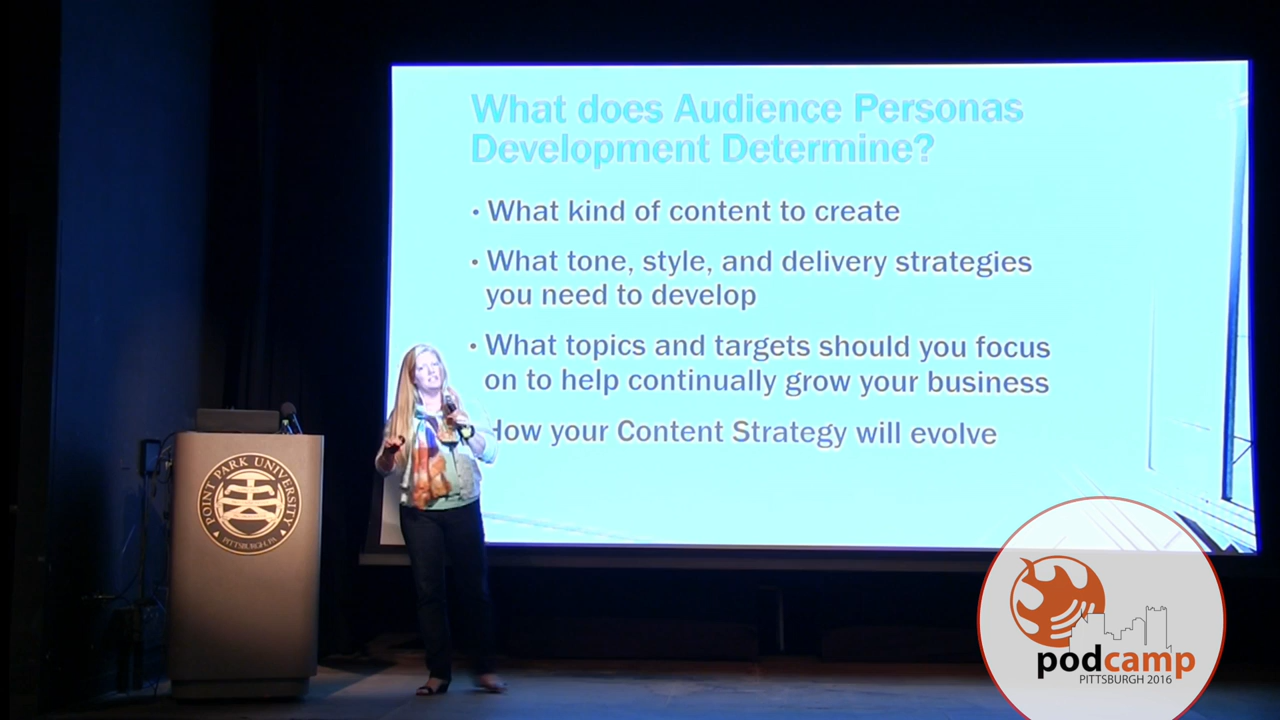 What does Audience Personas
Development Determine?
• What kind of content to create
• What tone, style, and delivery strategies
you need to develop
• What topics and targets should you focus
on to help continually grow your business
How your Content Strategy will evolve
POINT PARK UNIVERSITY
PITTSBURGH, PA
podcamp
PITTSBURGH 2016